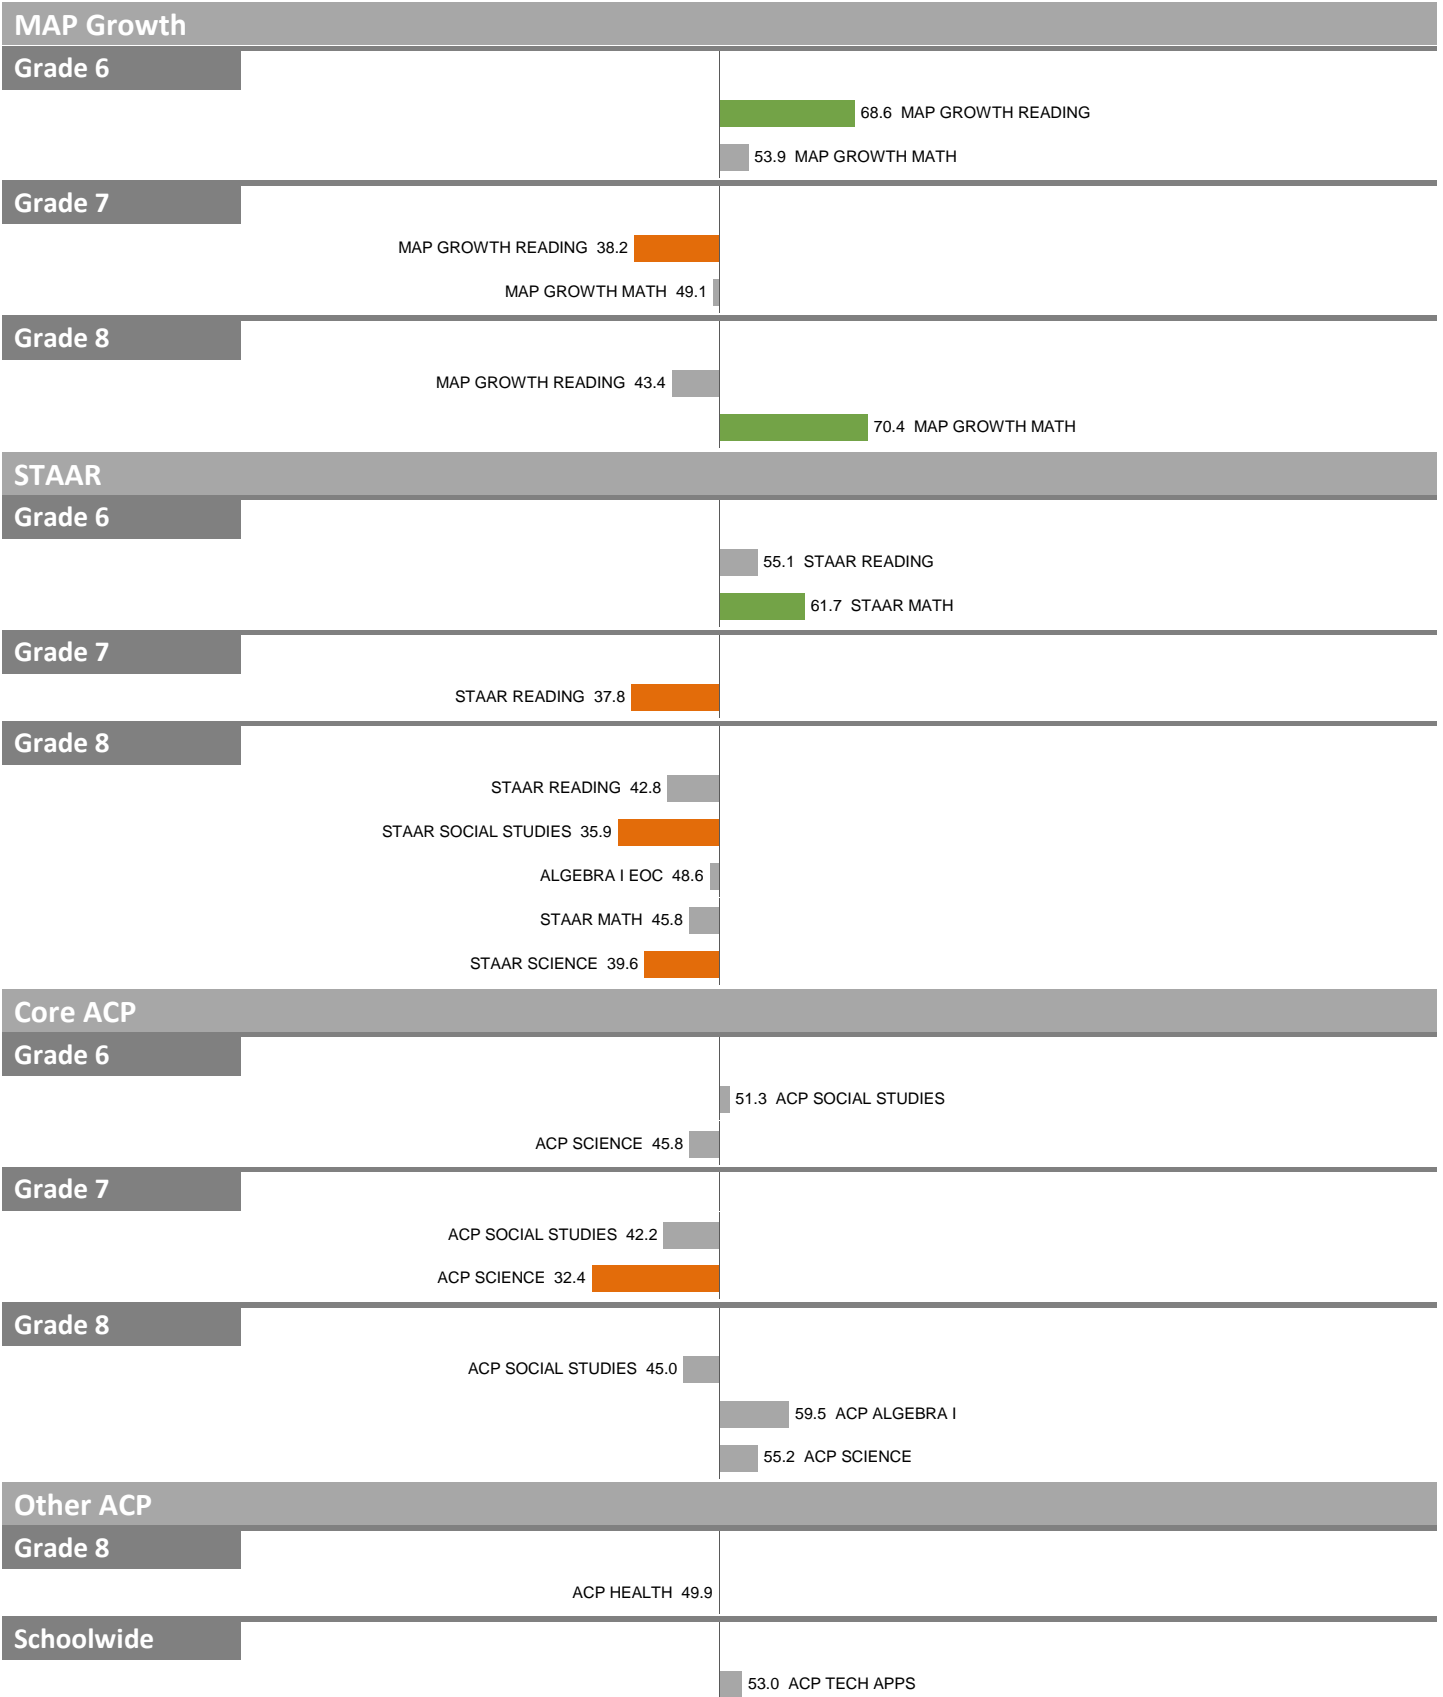 MAP Growth
Grade 6
68.6 MAP GROWTH READING
53.9 MAP GROWTH MATH
Grade 7
MAP GROWTH READING 38.2
MAP GROWTH MATH 49.1
Grade 8
MAP GROWTH READING 43.4
70.4 MAP GROWTH MATH
STAAR
Grade 6
55.1 STAAR READING
61.7 STAAR MATH
Grade 7
STAAR READING 37.8
Grade 8
STAAR READING 42.8
STAAR SOCIAL STUDIES 35.9
ALGEBRA I EOC 48.6
STAAR MATH 45.8
STAAR SCIENCE 39.6
Core ACP
Grade 6
51.3 ACP SOCIAL STUDIES
ACP SCIENCE 45.8
Grade 7
ACP SOCIAL STUDIES 42.2
ACP SCIENCE 32.4
Grade 8
ACP SOCIAL STUDIES 45.0
59.5 ACP ALGEBRA I
55.2 ACP SCIENCE
Other ACP
Grade 8
ACP HEALTH 49.9
Schoolwide
53.0 ACP TECH APPS